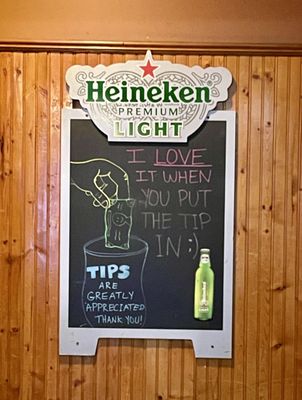 Heineken
PREMIUM
LIGHT
I LOVE
IT WHEN
YOU PUT
THE TIP
IN :)
TIPS
ARE
GREATLY
APPRECIATED
THANK YOU!